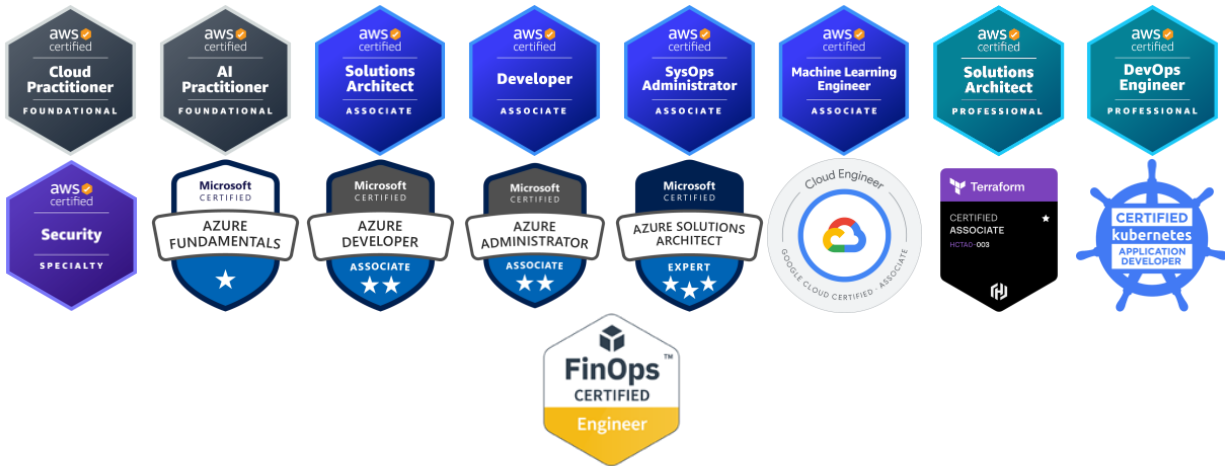 aws
certified
Cloud
Practitioner
FOUNDATIONAL
aws
certified
AI
Practitioner
FOUNDATIONAL
aws
certified
Solutions
Architect
ASSOCIATE
aws
certified
Developer
ASSOCIATE
aws
certified
SysOps
Administrator
ASSOCIATE
aws
certified
Machine Learning
Engineer
ASSOCIATE
aws
certified
Solutions
Architect
PROFESSIONAL
aws
certified
DevOps
Engineer
PROFESSIONAL
aws
certified
Security
SPECIALTY
Microsoft
CERTIFIED
AZURE
FUNDAMENTALS
Microsoft
CERTIFIED
AZURE
DEVELOPER
ASSOCIATE
Microsoft
CERTIFIED
AZURE
ADMINISTRATOR
ASSOCIATE
Microsoft
CERTIFIED
AZURE SOLUTIONS
ARCHITECT
EXPERT
Cloud Engineer
GOOGLE CLOUD CERTIFIED · ASSOCIATE
Terraform
CERTIFIED
ASSOCIATE
HCTA0-003
CERTIFIED
kubernetes
APPLICATION
DEVELOPER
FinOps™
CERTIFIED
Engineer